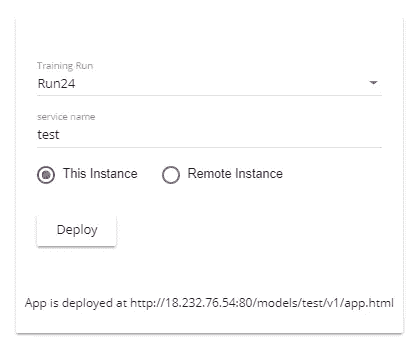 Training Run
Run24
service name
test
This Instance Remote Instance
Deploy
App is deployed at http://18.232.76.54:80/models/test/v1/app.html